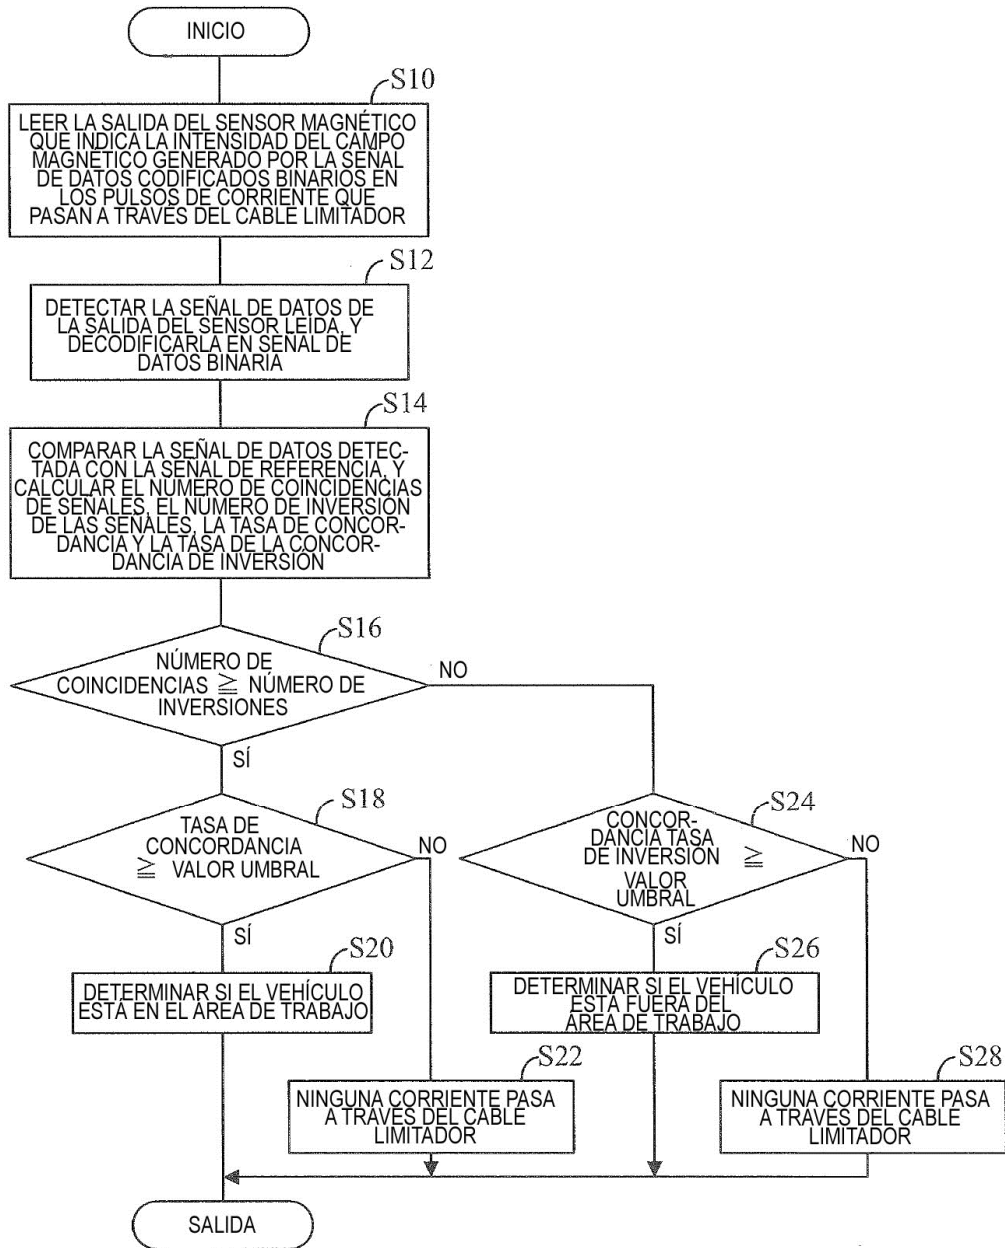 INICIO
S10
LEER LA SALIDA DEL SENSOR MAGNÉTICO
QUE INDICA LA INTENSIDAD DEL CAMPO
MAGNÉTICO GENERADO POR LA SEÑAL
DE DATOS CODIFICADOS BINARIOS EN
LOS PULSOS DE CORRIENTE QUE
PASAN A TRAVÉS DEL CABLE LIMITADOR
S12
DETECTAR LA SEÑAL DE DATOS DE
LA SALIDA DEL SENSOR LEÍDA, Y
DECODIFICARLA EN SEÑAL DE
DATOS BINARIA
S14
COMPARAR LA SEÑAL DE DATOS DETEC-
TADA CON LA SEÑAL DE REFERENCIA, Y
CALCULAR EL NÚMERO DE COINCIDENCIAS
DE SEÑALES, EL NÚMERO DE INVERSIÓN
DE LAS SEÑALES, LA TASA DE CONCOR-
DANCIA Y LA TASA DE LA CONCOR-
DANCIA DE INVERSIÓN
S16
NÚMERO DE
COINCIDENCIAS ≧ NÚMERO DE
INVERSIONES
NO
SÍ
S18
TASA DE
CONCORDANCIA
≧ VALOR UMBRAL
NO
SÍ
S24
CONCOR-
DANCIA TASA
DE INVERSIÓN ≧
VALOR
UMBRAL
NO
SÍ
S20
DETERMINAR SI EL VEHÍCULO
ESTÁ EN EL ÁREA DE TRABAJO
S26
DETERMINAR SI EL VEHÍCULO
ESTÁ FUERA DEL
ÁREA DE TRABAJO
S22
NINGUNA CORRIENTE PASA
A TRAVÉS DEL CABLE
LIMITADOR
S28
NINGUNA CORRIENTE PASA
A TRAVÉS DEL CABLE
LIMITADOR
SALIDA